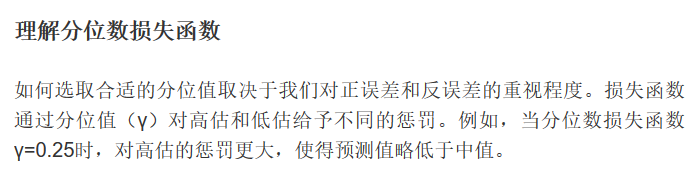 理解分位数损失函数
如何选取合适的分位值取决于我们对正误差和反误差的重视程度。损失函数
通过分位值（γ）对高估和低估给予不同的惩罚。例如，当分位数损失函数
γ=0.25时，对高估的惩罚更大，使得预测值略低于中值。